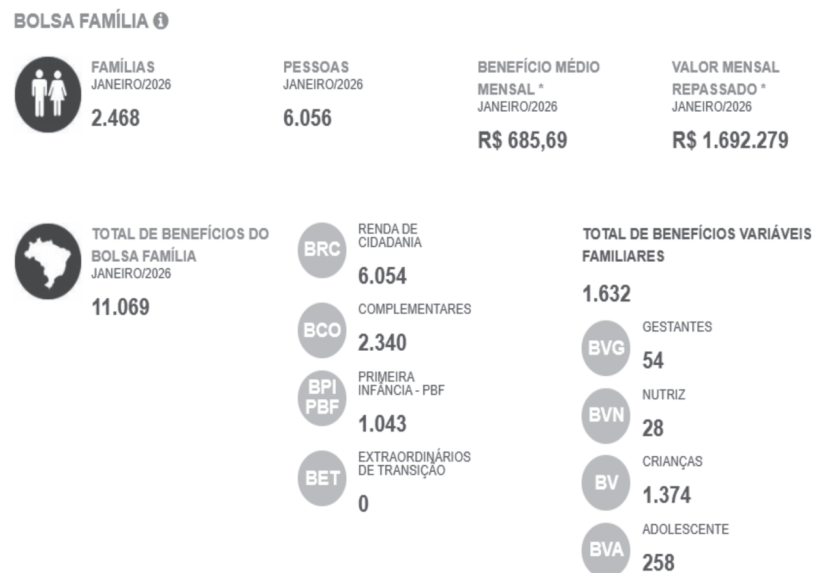 BOLSA FAMÍLIA
FAMÍLIAS
JANEIRO/2026
2.468
PESSOAS
JANEIRO/2026
6.056
BENEFÍCIO MÉDIO
MENSAL *
JANEIRO/2026
R$ 685,69
VALOR MENSAL
REPASSADO *
JANEIRO/2026
R$ 1.692.279
TOTAL DE BENEFÍCIOS DO
BOLSA FAMÍLIA
JANEIRO/2026
11.069
BRC
RENDA DE
CIDADANIA
6.054
BCO
COMPLEMENTARES
2.340
BPI
PBF
PRIMEIRA
INFÂNCIA - PBF
1.043
BET
EXTRAORDINÁRIOS
DE TRANSIÇÃO
0
TOTAL DE BENEFÍCIOS VARIÁVEIS
FAMILIARES
1.632
BVG
GESTANTES
54
BVN
NUTRIZ
28
BV
CRIANÇAS
1.374
BVA
ADOLESCENTE
258